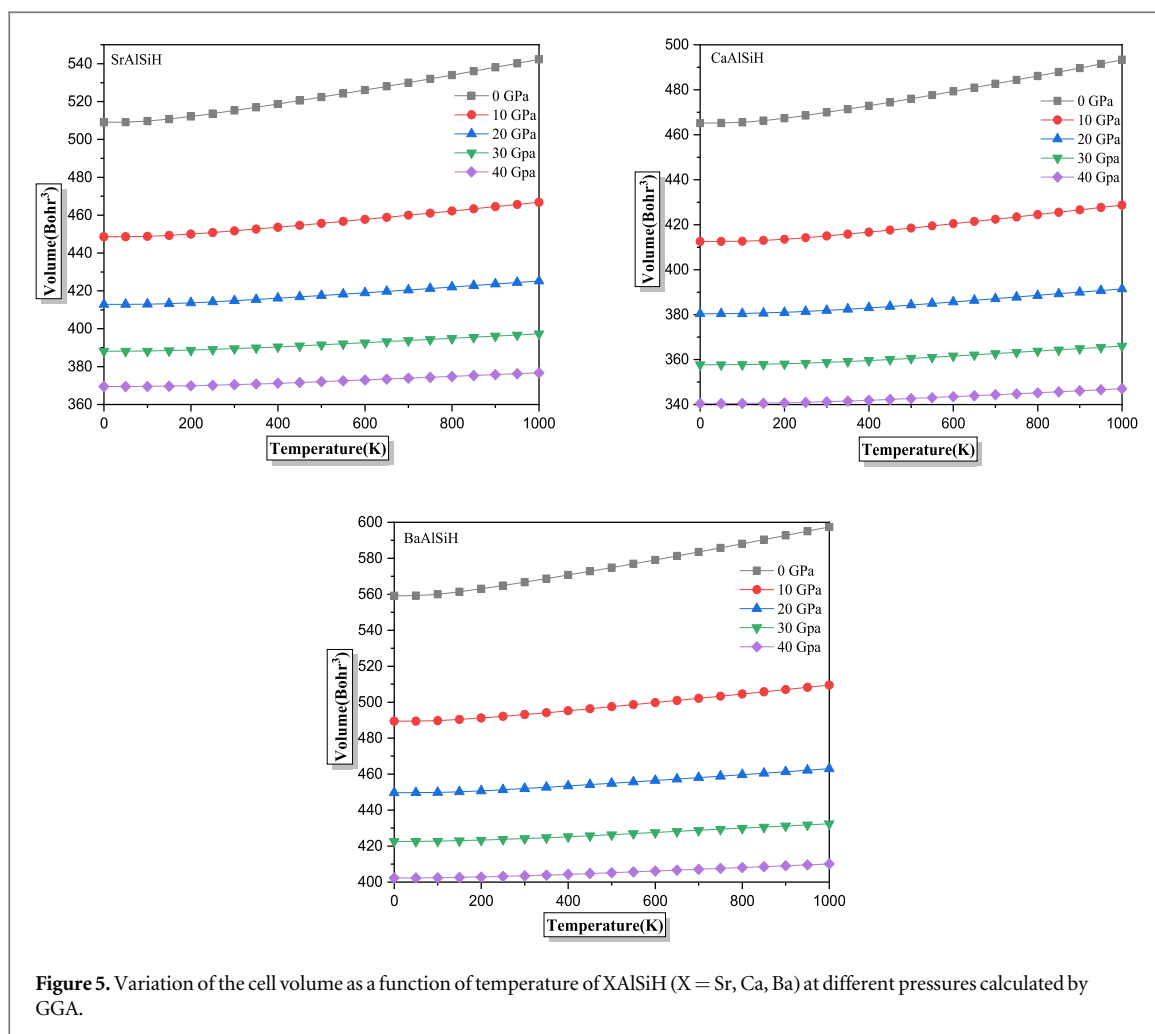 SrAlSiH
0 GPa
10 GPa
20 GPa
30 Gpa
40 Gpa
540
520
500
480
460
440
420
400
380
360
0 200 400 600 800 1000
Volume(Bohr³)
Temperature(K)
CaAlSiH
0 GPa
10 GPa
20 GPa
30 Gpa
40 Gpa
500
480
460
440
420
400
380
360
340
0 200 400 600 800 1000
Volume(Bohr³)
Temperature(K)
BaAlSiH
0 GPa
10 GPa
20 GPa
30 Gpa
40 Gpa
600
580
560
540
520
500
480
460
440
420
400
0 200 400 600 800 1000
Volume(Bohr³)
Temperature(K)
Figure 5. Variation of the cell volume as a function of temperature of XAlSiH (X = Sr, Ca, Ba) at different pressures calculated by
GGA.